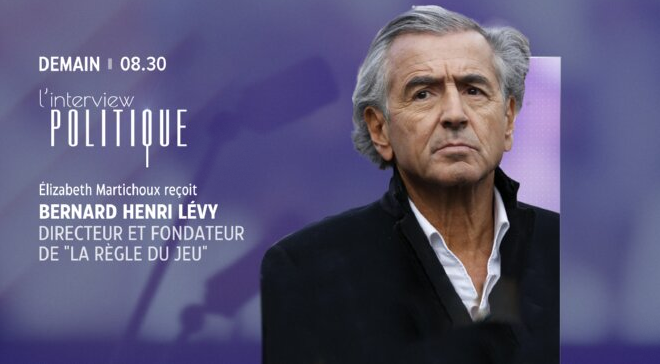 DEMAIN 08.30
l'interview
POLITIQUE
Élizabeth Martichoux reçoit
BERNARD HENRI LÉVY
DIRECTEUR ET FONDATEUR
DE "LA RÈGLE DU JEU"